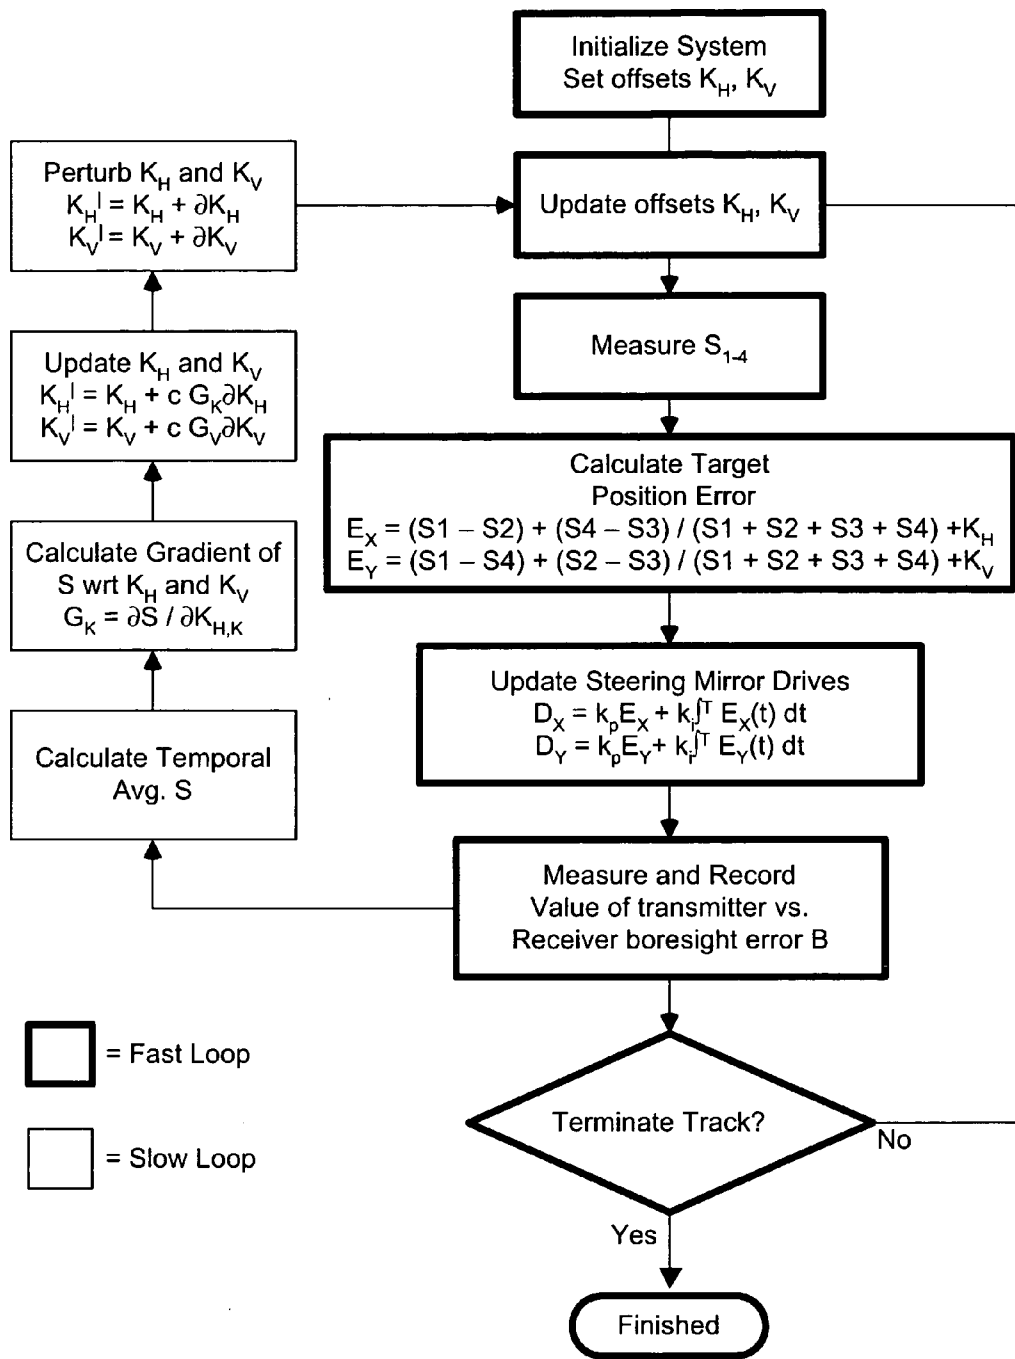 Initialize System
Set offsets K_H, K_V
Perturb K_H and K_V
K_H^| = K_H + ∂K_H
K_V^| = K_V + ∂K_V
Update offsets K_H, K_V
Measure S_1-4
Update K_H and K_V
K_H^| = K_H + c G_K∂K_H
K_V^| = K_V + c G_V∂K_V
Calculate Target
Position Error
E_X = (S1 – S2) + (S4 – S3) / (S1 + S2 + S3 + S4) +K_H
E_Y = (S1 – S4) + (S2 – S3) / (S1 + S2 + S3 + S4) +K_V
Calculate Gradient of
S wrt K_H and K_V
G_K = ∂S / ∂K_H,K
Update Steering Mirror Drives
D_X = k_pE_X + k_i∫^T E_X(t) dt
D_Y = k_pE_Y+ k_i∫^T E_Y(t) dt
Calculate Temporal
Avg. S
Measure and Record
Value of transmitter vs.
Receiver boresight error B
= Fast Loop
= Slow Loop
Terminate Track?
No
Yes
Finished